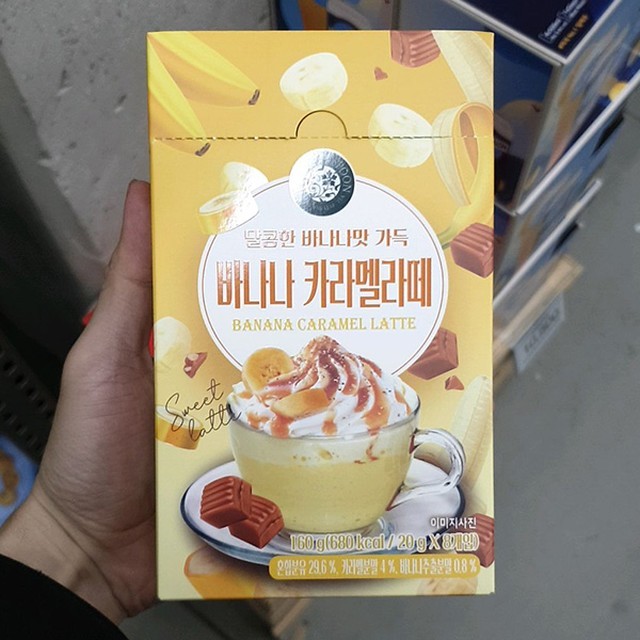 달콩한 바나나맛 가득
바나나 카라멜라떼
BANANA CARAMEL LATTE
Sweet
latte
이미지사진
160 g(680 kcal / 20 g X 8개입)
혼합분유 29.6 %, 카라멜분말 4 %, 바나나추출분말 0.8 %